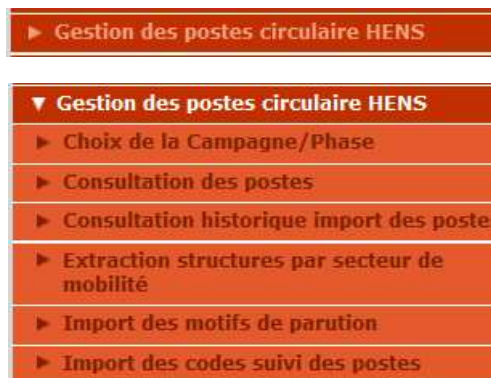 Gestion des postes circulaire HENS
Gestion des postes circulaire HENS
Choix de la Campagne/Phase
Consultation des postes
Consultation historique import des poste
Extraction structures par secteur de
mobilité
Import des motifs de parution
Import des codes suivi des postes